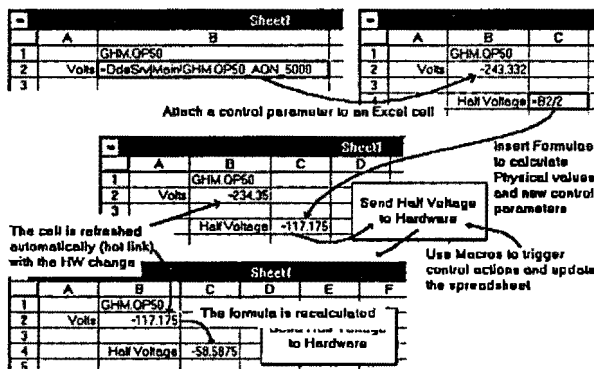 Sheet1
A B
1 GHM.OP50
2 Volts =DdeSrv|Main!GHM.OP50_AQN_5000
3
A B C
1 GHM.OP50
2 Volts -243.332
3
4 Half Voltage =B2/2
Attach a control parameter to an Excel cell
Insert Formulae
to calculate
Physical values
and new control
parameters
Sheet1
A B C D
1 GHM.OP50
2 Volts -234.35
3
Half Voltage -117.175
Send Half Voltage
to Hardware
The cell is refreshed
automatically (hot link)
with the HW change
Use Macros to trigger
control actions and update
the spreadsheet
Sheet1
A B C D E F
1 GHM.OP50
2 Volts -117.175
3
4 Half Voltage -58.5875
5
The formula is recalculated
to Hardware